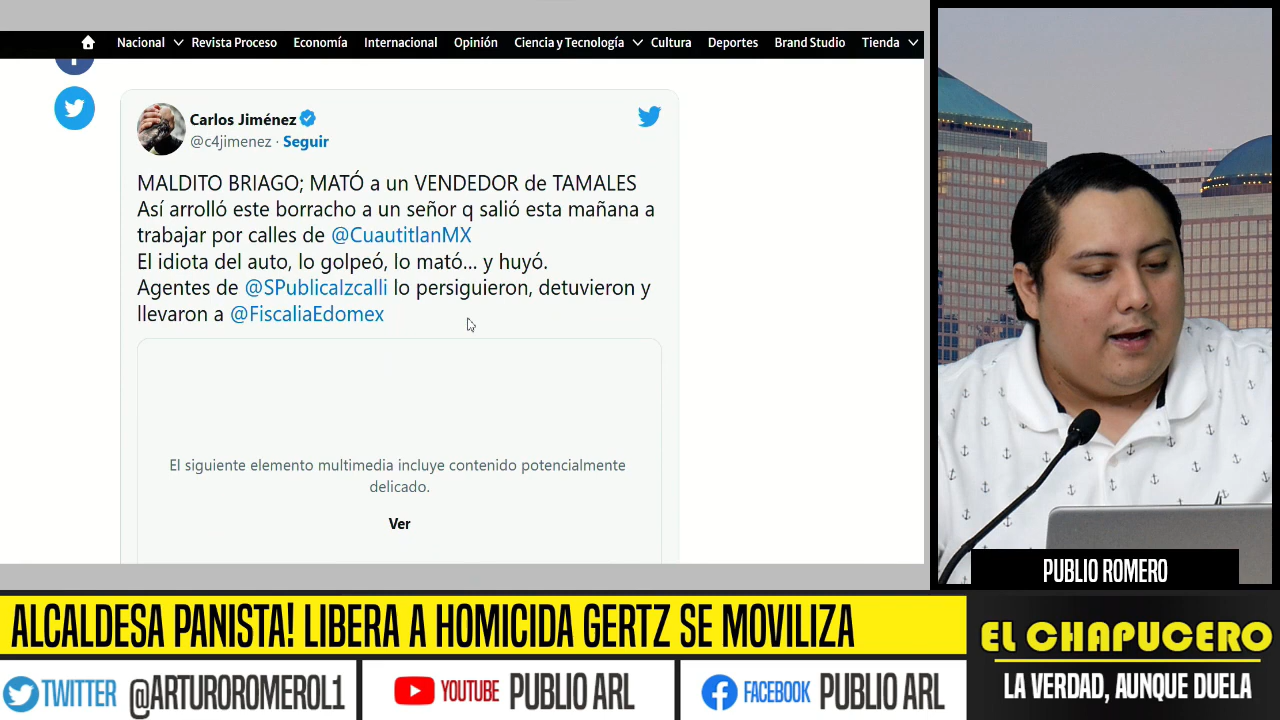 Nacional Revista Proceso Economía Internacional Opinión Ciencia y Tecnología Cultura Deportes Brand Studio Tienda
Carlos Jiménez
@c4jimenez · Seguir
MALDITO BRIAGO; MATÓ a un VENDEDOR de TAMALES
Así arrolló este borracho a un señor q salió esta mañana a
trabajar por calles de @CuautitlanMX
El idiota del auto, lo golpeó, lo mató... y huyó.
Agentes de @SPublicaIzcalli lo persiguieron, detuvieron y
llevaron a @FiscaliaEdomex
El siguiente elemento multimedia incluye contenido potencialmente
delicado.
Ver
PUBLIO ROMERO
ALCALDESA PANISTA! LIBERA A HOMICIDA GERTZ SE MOVILIZA
EL CHAPUCERO
LA VERDAD, AUNQUE DUELA
TWITTER @ARTUROROMEROL1
YOUTUBE PUBLIO ARL
FACEBOOK PUBLIO ARL